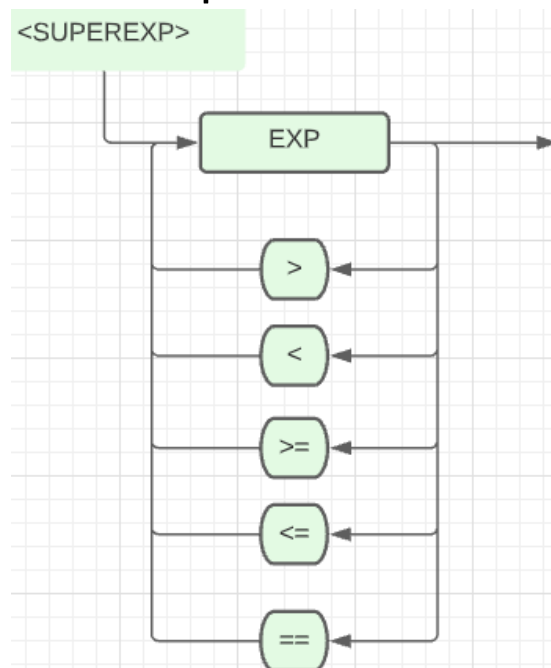 <SUPEREXP>
EXP
>
<
>=
<=
==